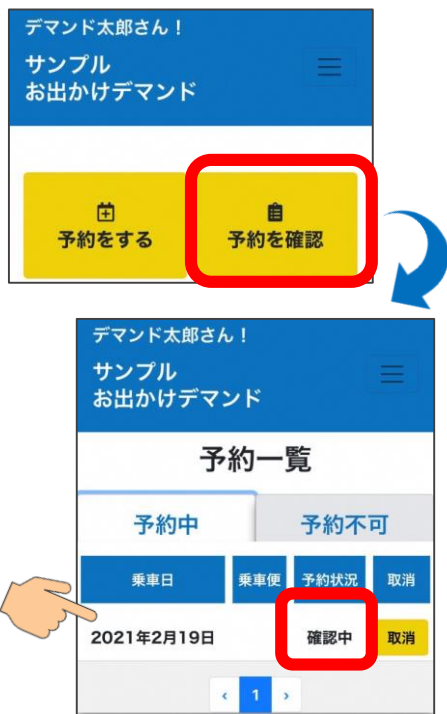 デマンド太郎さん！
サンプル
お出かけデマンド
予約をする
予約を確認
デマンド太郎さん！
サンプル
お出かけデマンド
予約一覧
予約中
予約不可
乗車日 乗車便 予約状況 取消
2021年2月19日 確認中 取消
‹ 1 ›